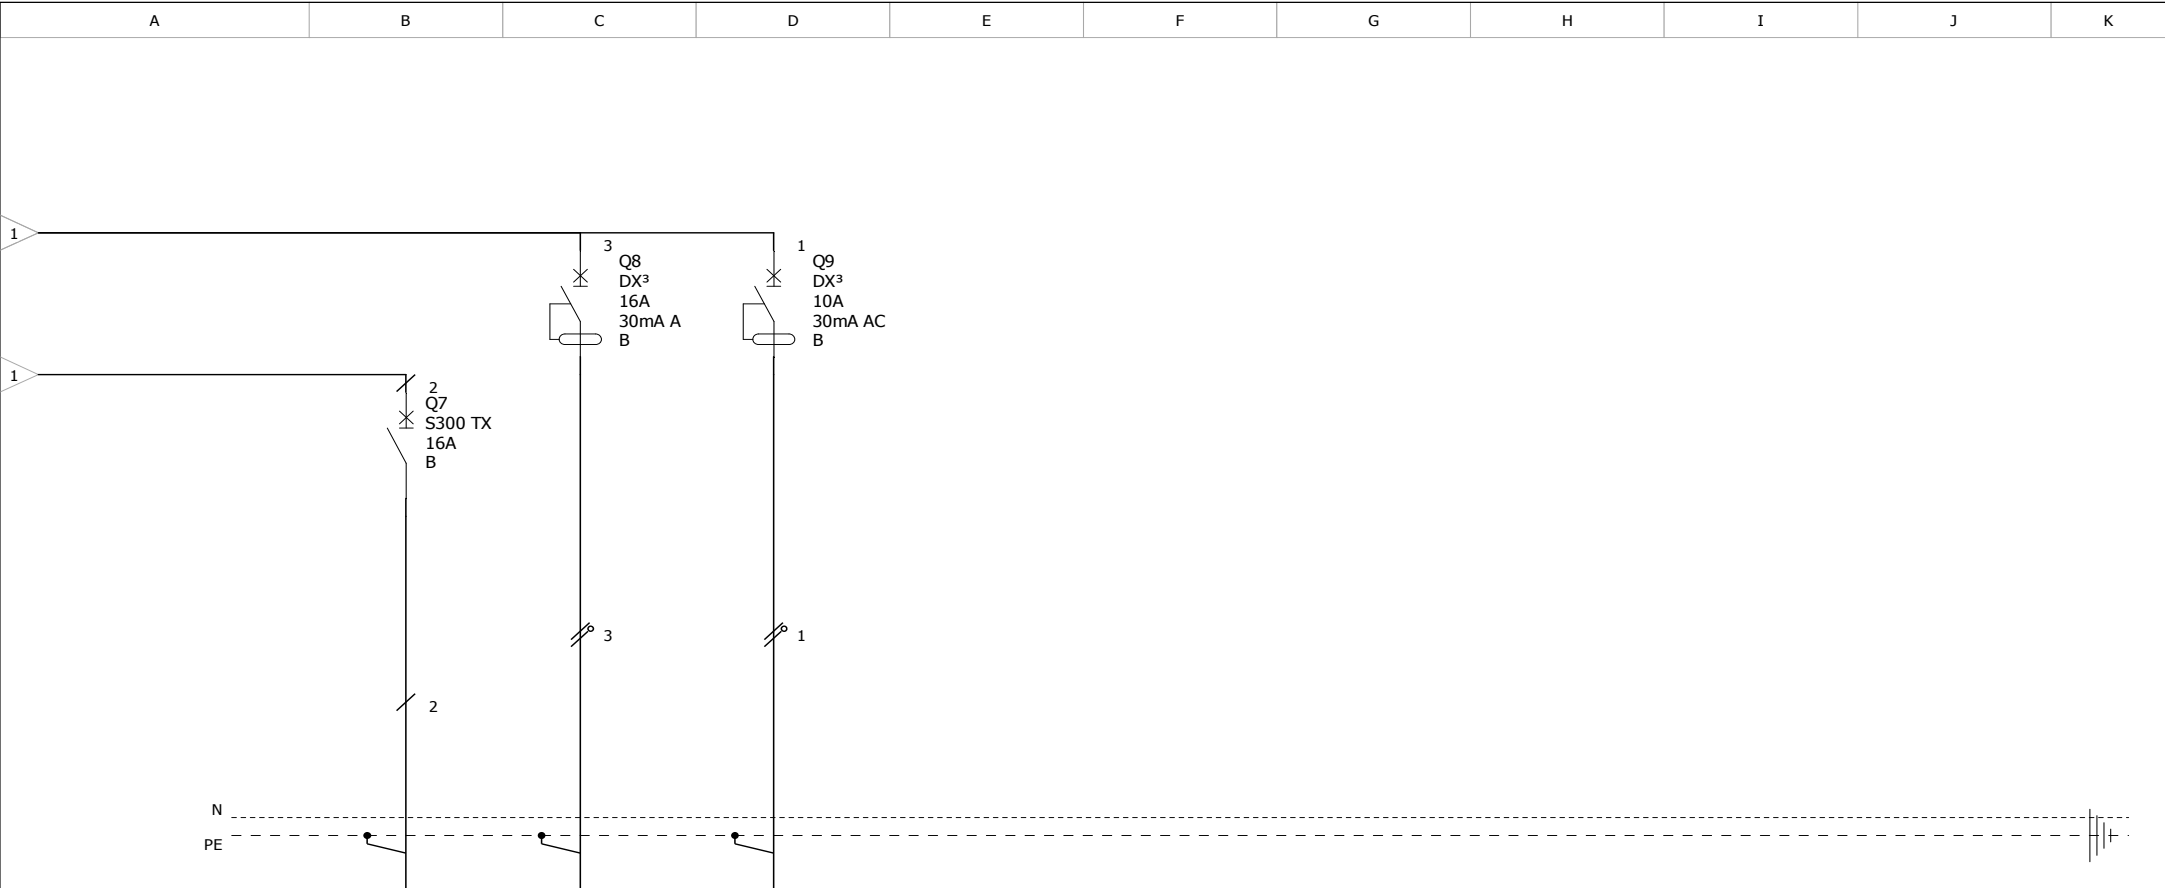 A B C D E F G H I J K
1
3
Q8
DX³
16A
30mA A
B
1
Q9
DX³
10A
30mA AC
B
1
2
Q7
S300 TX
16A
B
3
1
2
N
PE